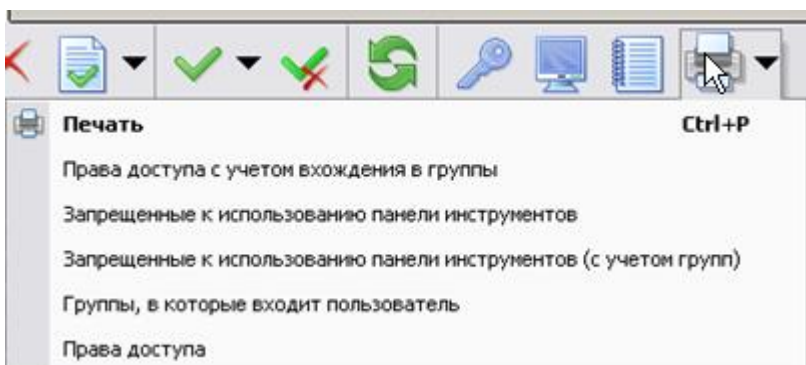 Печать Ctrl+P
Права доступа с учетом вхождения в группы
Запрещенные к использованию панели инструментов
Запрещенные к использованию панели инструментов (с учетом групп)
Группы, в которые входит пользователь
Права доступа